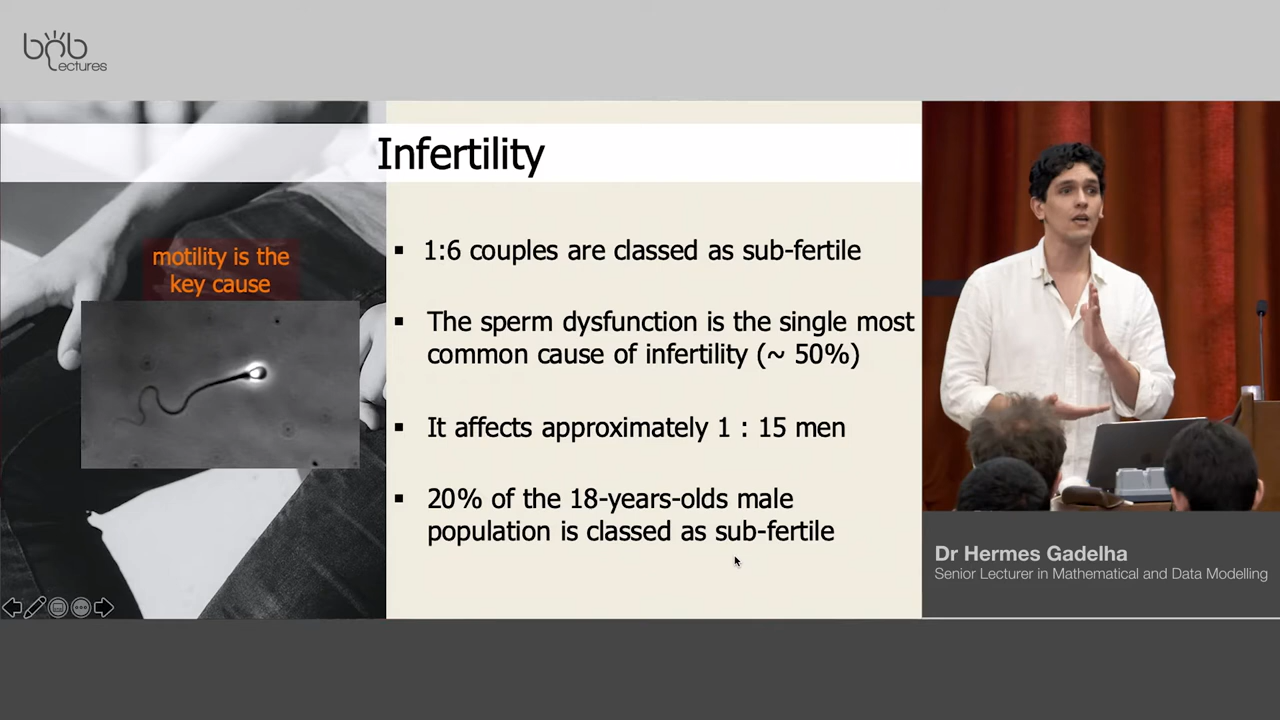 bnb
Lectures
Infertility
motility is the
key cause
▪ 1:6 couples are classed as sub-fertile
▪ The sperm dysfunction is the single most
common cause of infertility (~ 50%)
▪ It affects approximately 1 : 15 men
▪ 20% of the 18-years-olds male
population is classed as sub-fertile
Dr Hermes Gadelha
Senior Lecturer in Mathematical and Data Modelling